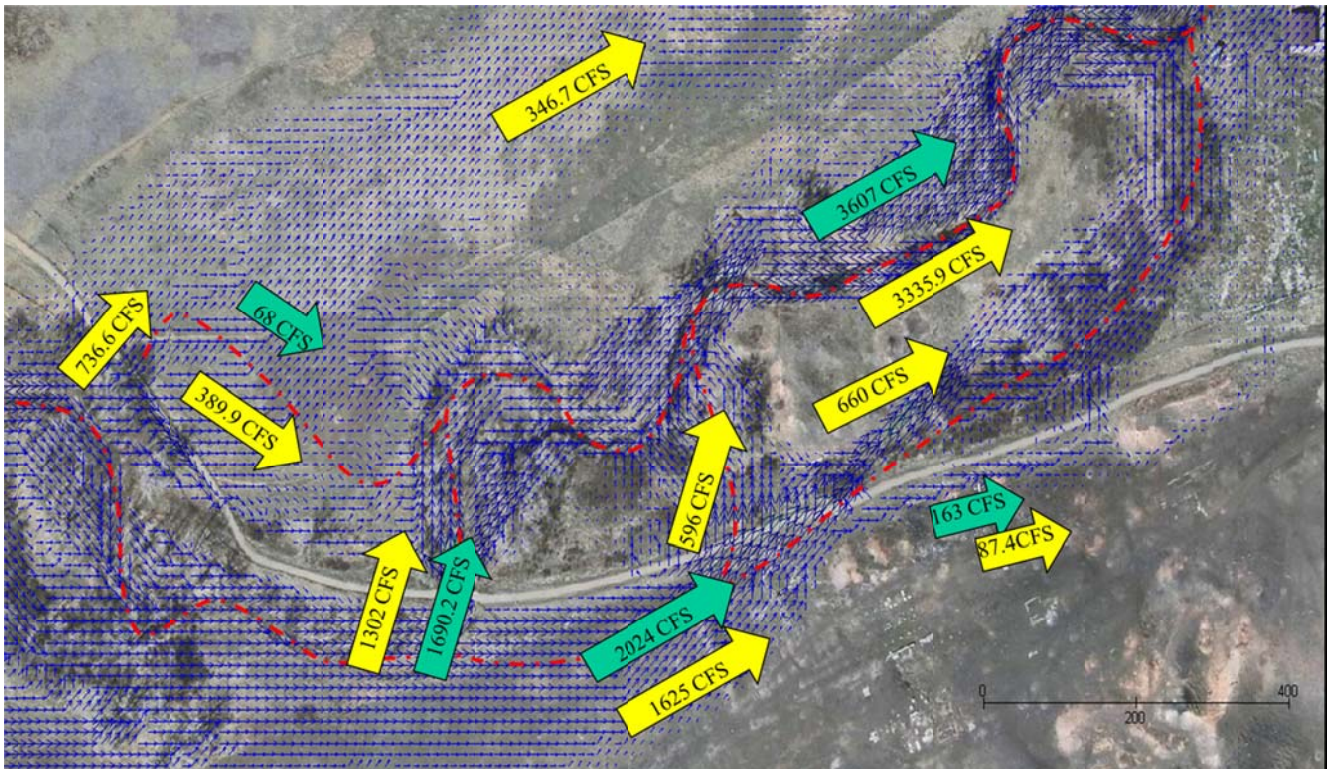 346.7 CFS
3607 CFS
3335.9 CFS
736.6 CFS
68 CFS
389.9 CFS
660 CFS
596 CFS
163 CFS
87.4CFS
1302 CFS
1690.2 CFS
2024 CFS
1625 CFS
0
400
200